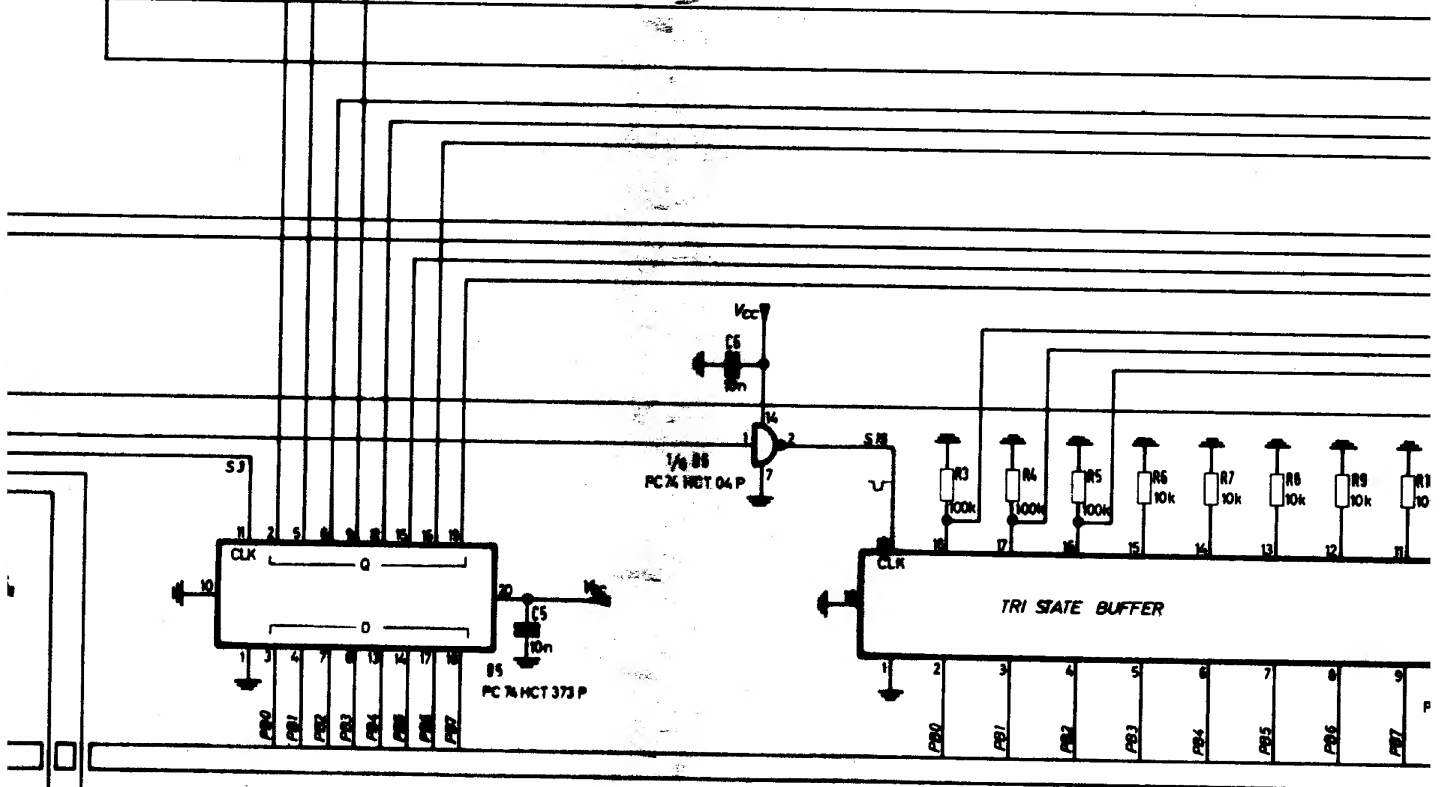 VCC
C6
10n
14
1
2
7
1/6 B6
PC 74 HCT 04 P
S3
R3
100k
R4
100k
R5
100k
R6
10k
R7
10k
R8
10k
R9
10k
11
2
5
6
9
15
16
19
CLK
Q
10
20
VCC
C5
10n
D
1
3
4
7
8
13
14
17
18
B5
PC 74 HCT 373 P
PB0
PB1
PB2
PB3
PB4
PB5
PB6
PB7
18
17
16
15
14
13
12
11
CLK
TRI STATE BUFFER
1
2
3
4
5
6
7
8
9
PB0
PB1
PB2
PB3
PB4
PB5
PB6
PB7